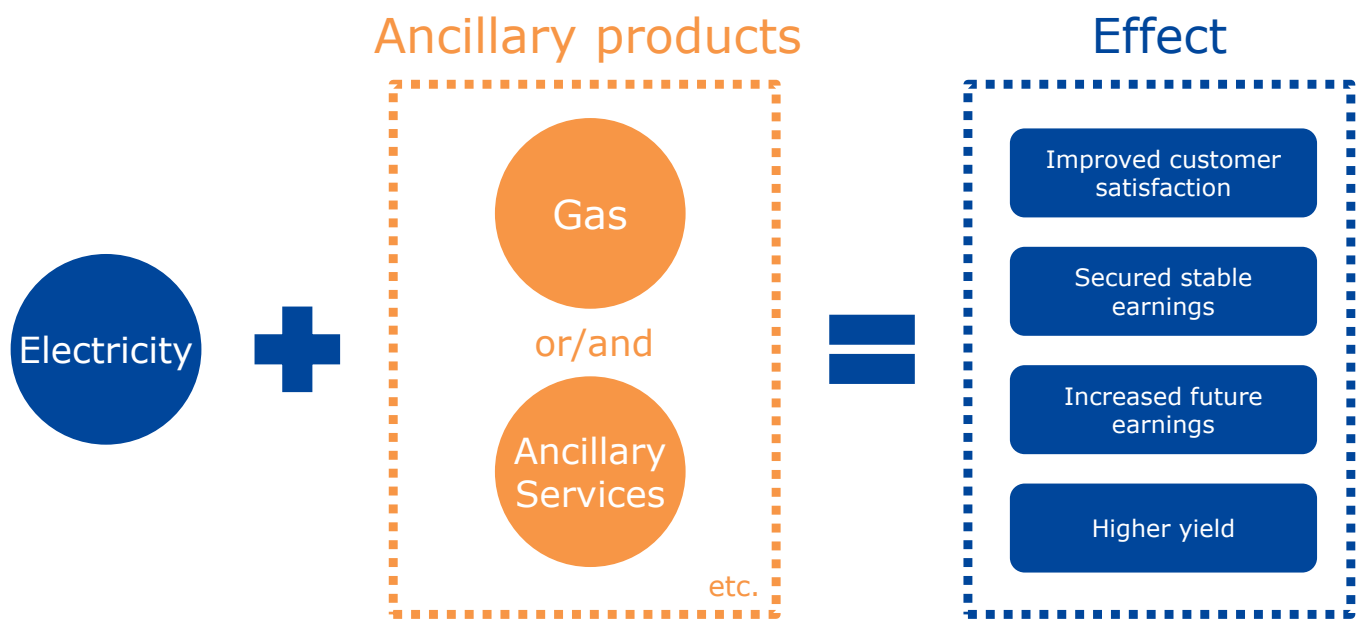 Ancillary products
Effect
Electricity
Gas
or/and
Ancillary
Services
etc.
Improved customer
satisfaction
Secured stable
earnings
Increased future
earnings
Higher yield